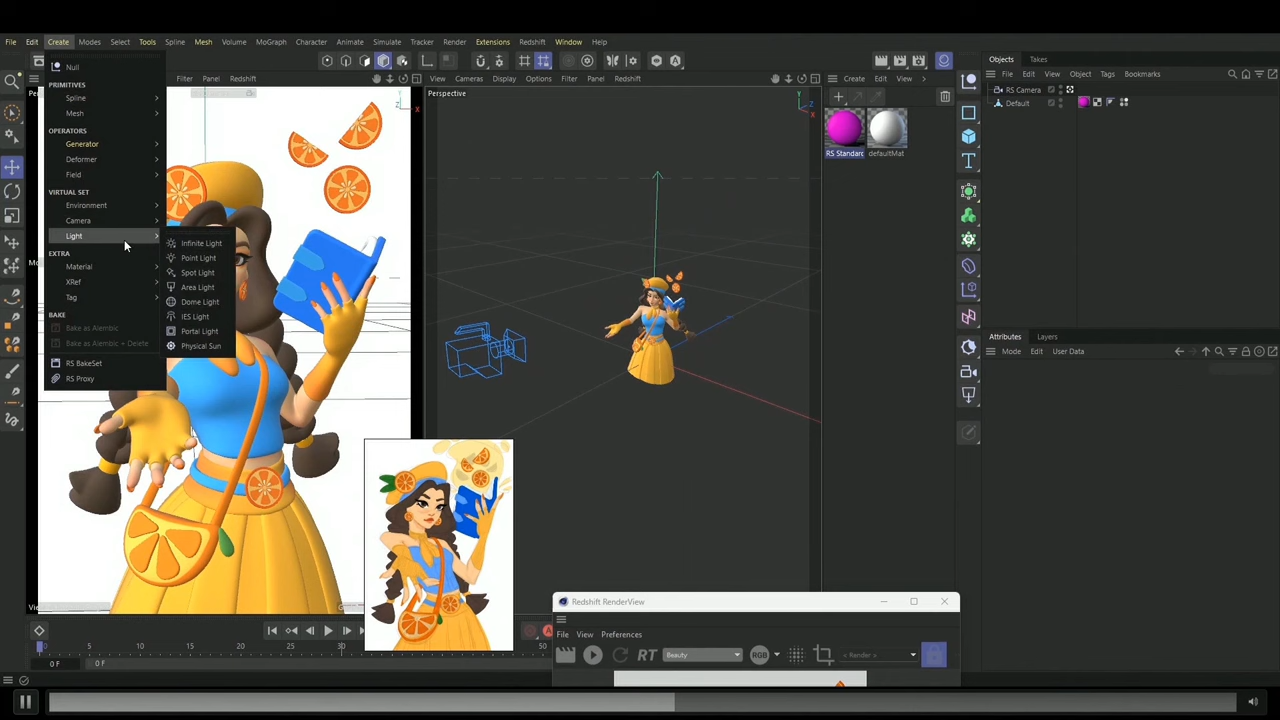 File Edit Create Modes Select Tools Spline Mesh Volume MoGraph Character Animate Simulate Tracker Render Extensions Redshift Window Help
Null
PRIMITIVES
Spline
Mesh
OPERATORS
Generator
Deformer
Field
VIRTUAL SET
Environment
Camera
Light
EXTRA
Material
XRef
Tag
BAKE
Bake as Alembic
Bake as Alembic + Delete
RS BakeSet
RS Proxy
Infinite Light
Point Light
Spot Light
Area Light
Dome Light
IES Light
Portal Light
Physical Sun
Filter Panel Redshift
View Cameras Display Options Filter Panel Redshift
Perspective
Y
Z
X
Create Edit View
RS Standard
defaultMat
Objects Takes
File Edit View Object Tags Bookmarks
RS Camera
Default
Attributes Layers
Mode Edit User Data
0 5 10 15 20 25 30 50
0 F 0 F
Redshift RenderView
File View Preferences
RT Beauty RGB < Render >